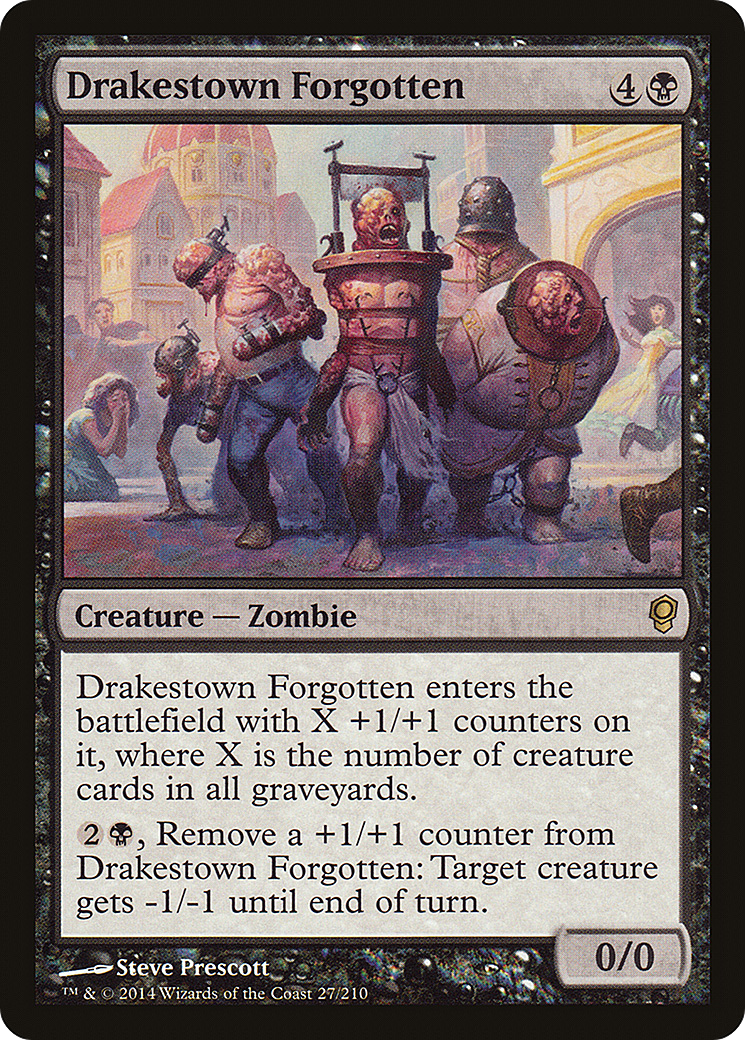 Drakestown Forgotten 4
Creature — Zombie
Drakestown Forgotten enters the
battlefield with X +1/+1 counters on
it, where X is the number of creature
cards in all graveyards.
2, Remove a +1/+1 counter from
Drakestown Forgotten: Target creature
gets -1/-1 until end of turn.
0/0
Steve Prescott
™ & © 2014 Wizards of the Coast 27/210